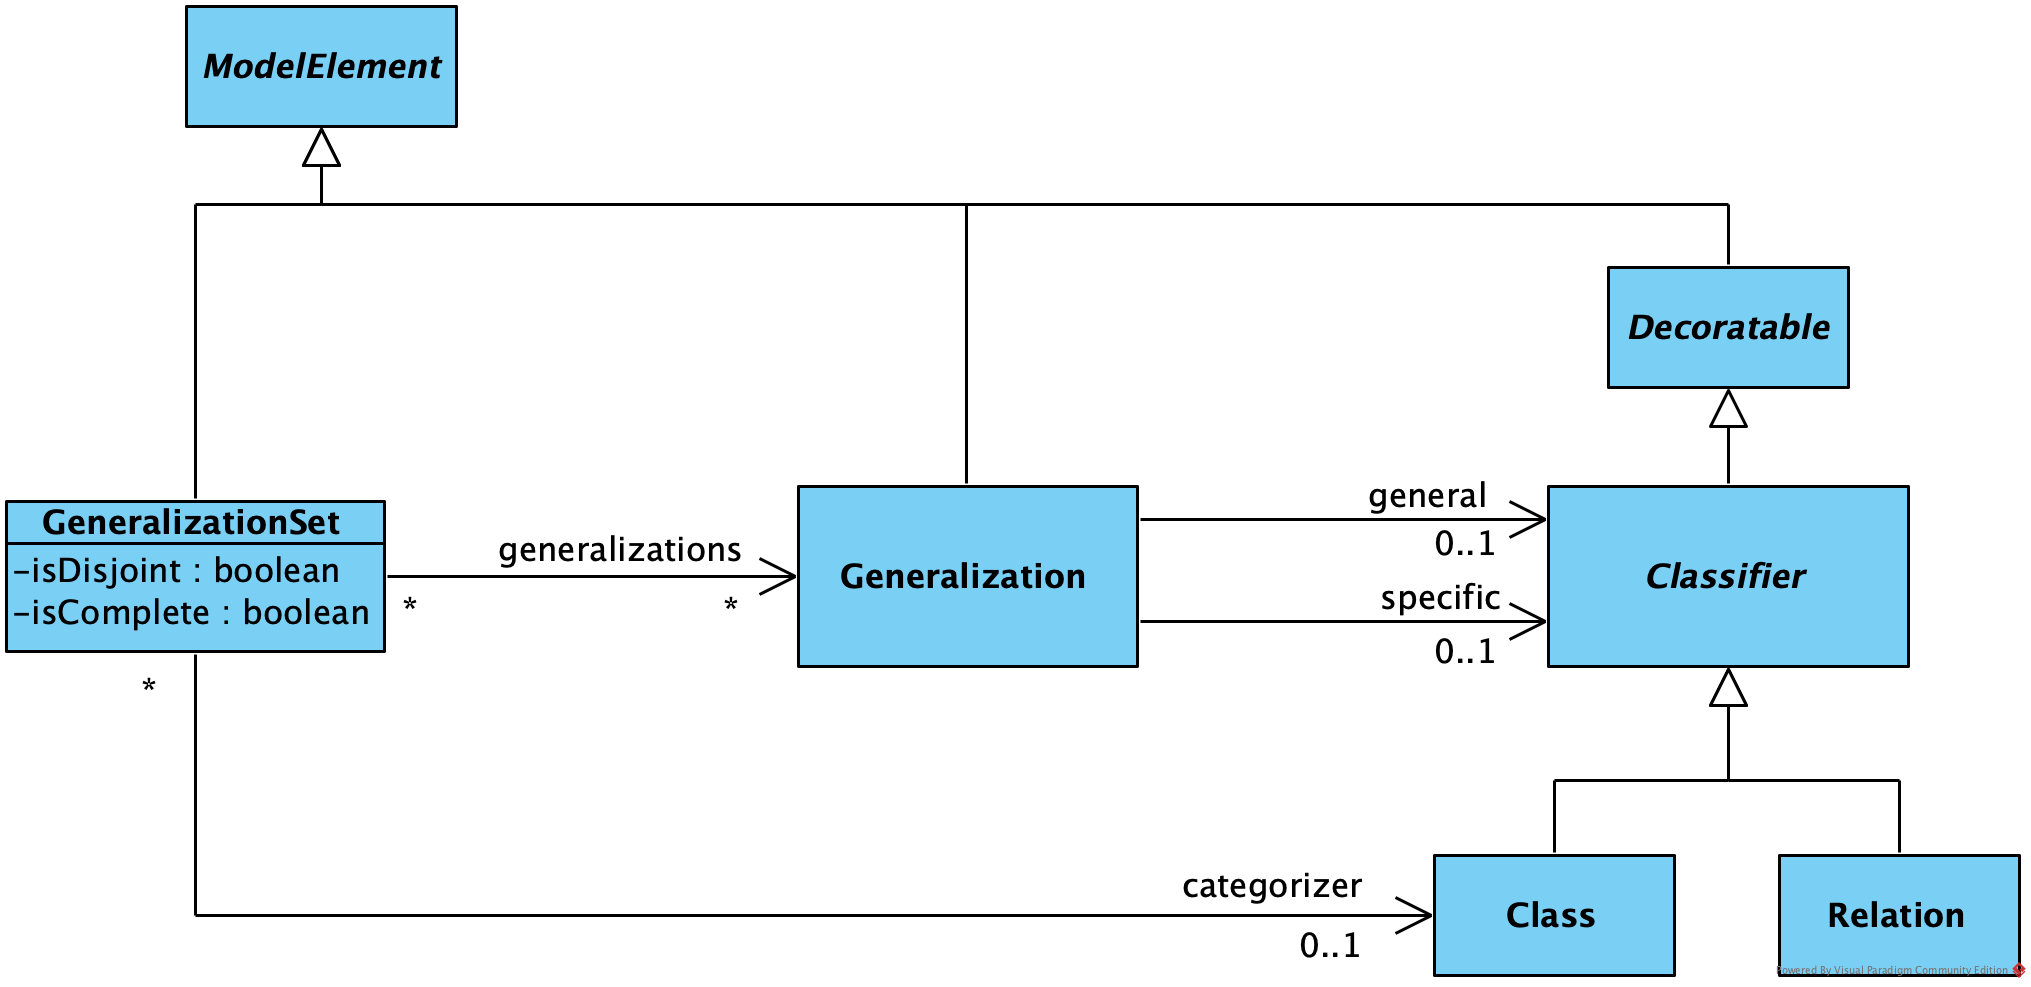 ModelElement
Decoratable
GeneralizationSet
-isDisjoint : boolean
-isComplete : boolean
generalizations
*
*
Generalization
general
0..1
specific
0..1
Classifier
*
categorizer
0..1
Class
Relation
Powered By Visual Paradigm Community Edition